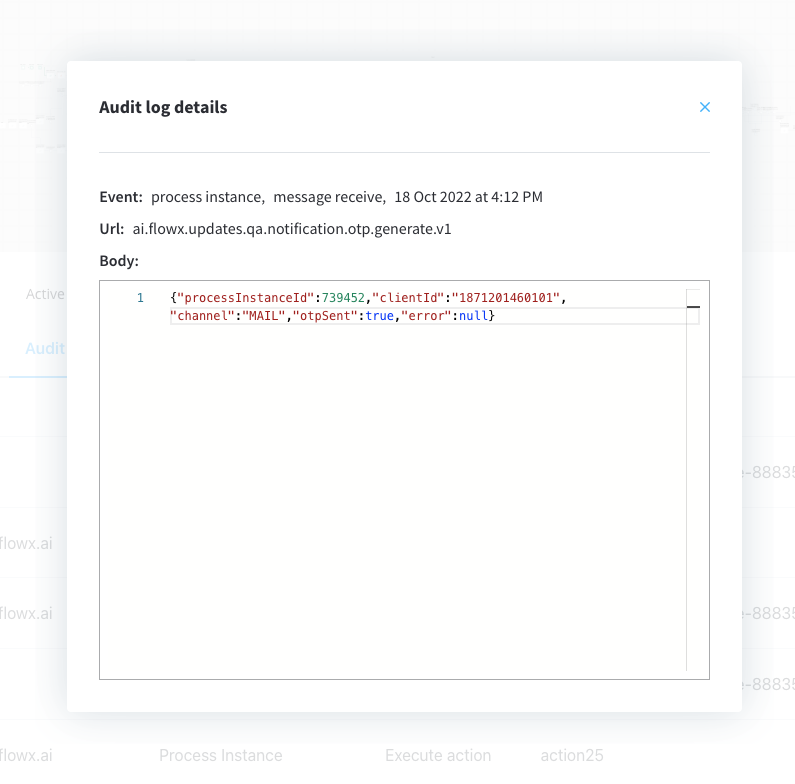 Audit log details
Event: process instance, message receive, 18 Oct 2022 at 4:12 PM
Url: ai.flowx.updates.qa.notification.otp.generate.v1
Body:
1 {"processInstanceId":739452,"clientId":"1871201460101",
"channel":"MAIL","otpSent":true,"error":null}
Active
Audit
e-88835
flowx.ai
flowx.ai
e-88835
e-88835
flowx.ai Process Instance Execute action action25